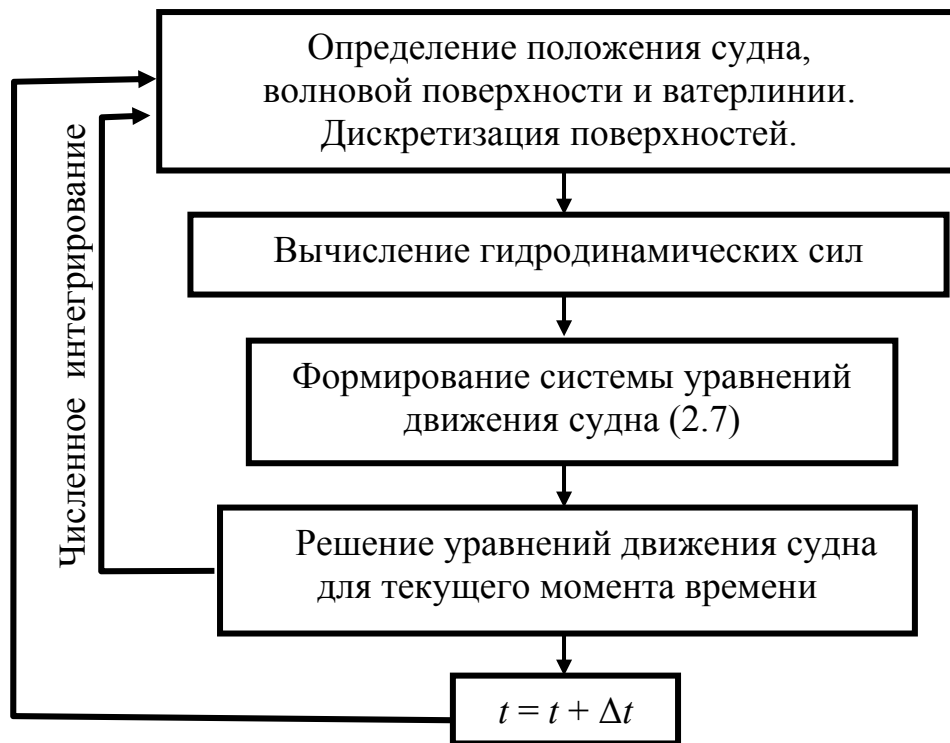 Определение положения судна,
волновой поверхности и ватерлинии.
Дискретизация поверхностей.
Вычисление гидродинамических сил
Формирование системы уравнений
движения судна (2.7)
Решение уравнений движения судна
для текущего момента времени
t = t + Δt
Численное интегрирование